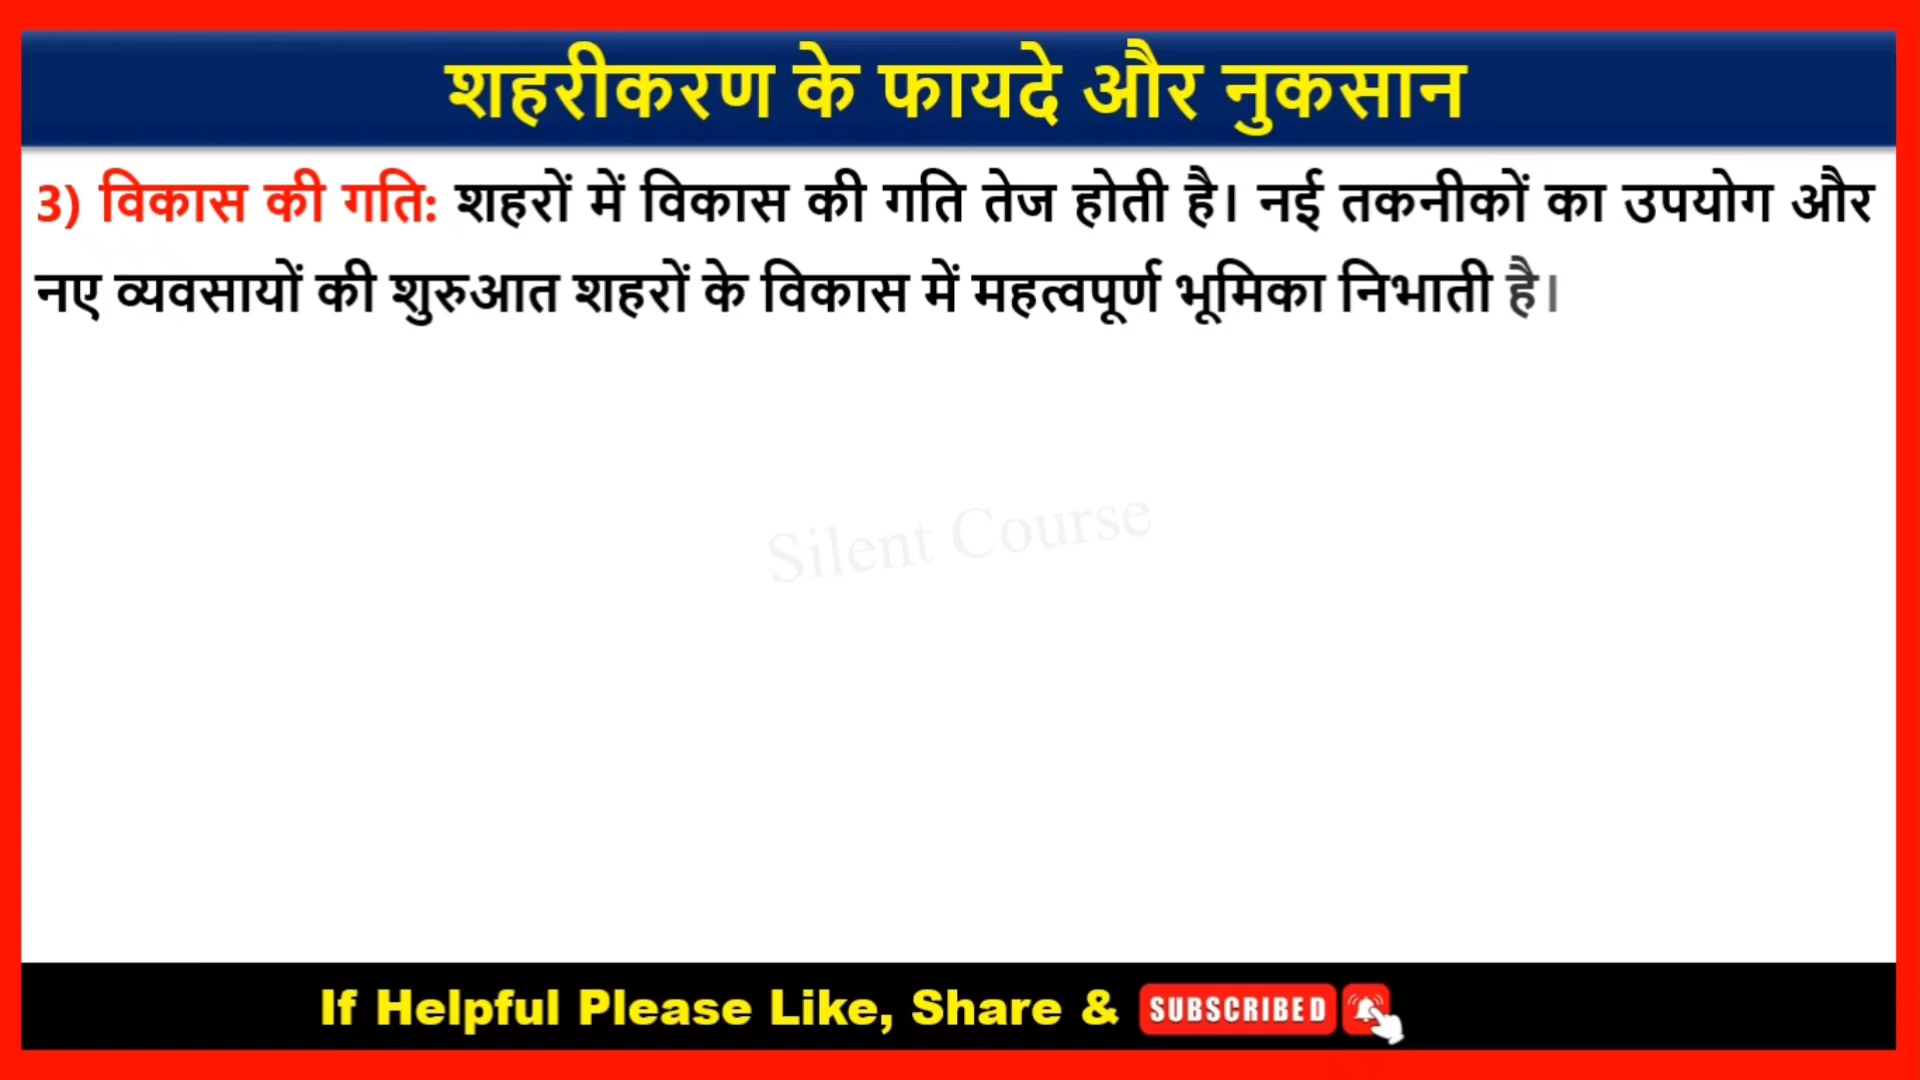 शहरीकरण के फायदे और नुकसान
3) विकास की गति: शहरों में विकास की गति तेज होती है। नई तकनीकों का उपयोग और
नए व्यवसायों की शुरुआत शहरों के विकास में महत्वपूर्ण भूमिका निभाती है।
Silent Course
If Helpful Please Like, Share & SUBSCRIBED